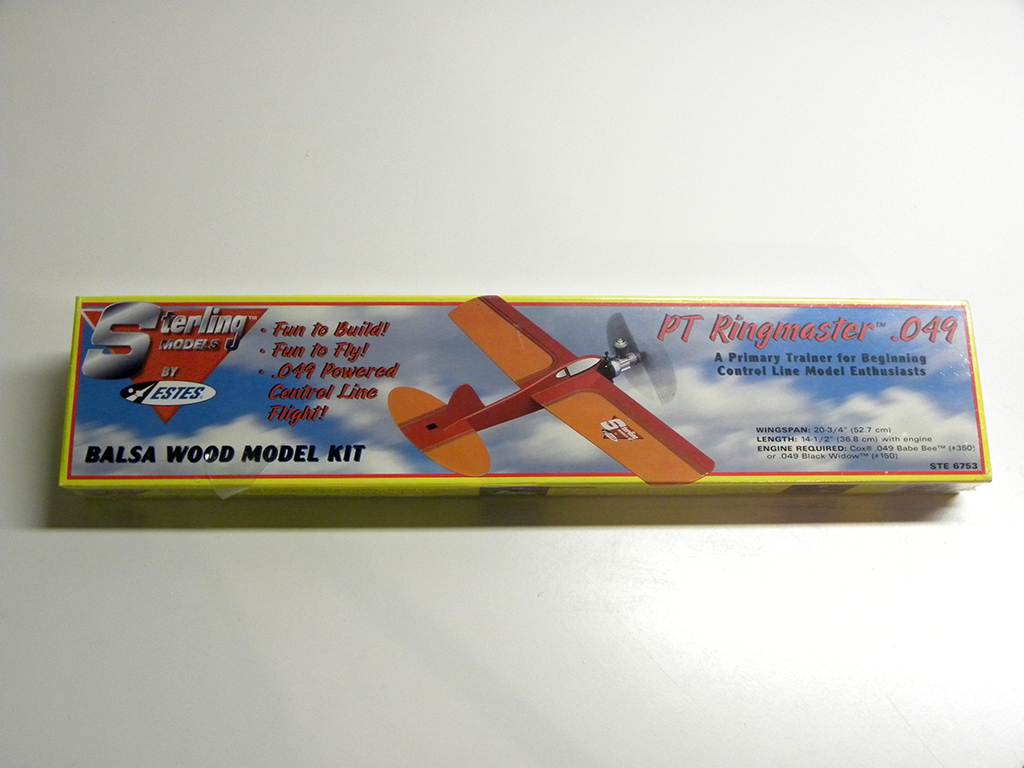 Sterling™
MODELS
BY
ESTES®
• Fun to Build!
• Fun to Fly!
• .049 Powered
Control Line
Flight!
BALSA WOOD MODEL KIT
Sterling
PT Ringmaster™ .049
A Primary Trainer for Beginning
Control Line Model Enthusiasts
WINGSPAN: 20-3/4" (52.7 cm)
LENGTH: 14-1/2" (36.8 cm) with engine
ENGINE REQUIRED: Cox® .049 Babe Bee™ (#350)
or .049 Black Widow™ (#150)
STE 6753